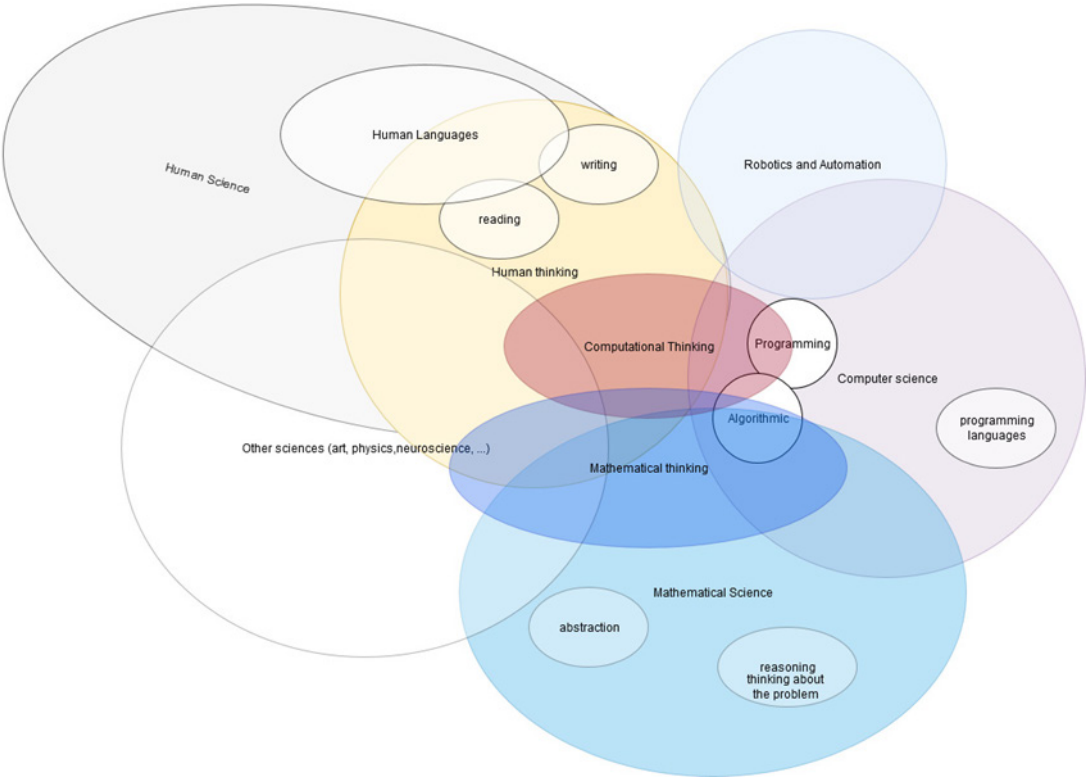 Human Languages
writing
Robotics and Automation
Human Science
reading
Human thinking
Computational Thinking
Programming
Computer science
Algorithmic
programming
languages
Other sciences (art, physics,neuroscience, ...)
Mathematical thinking
Mathematical Science
abstraction
reasoning
thinking about
the problem